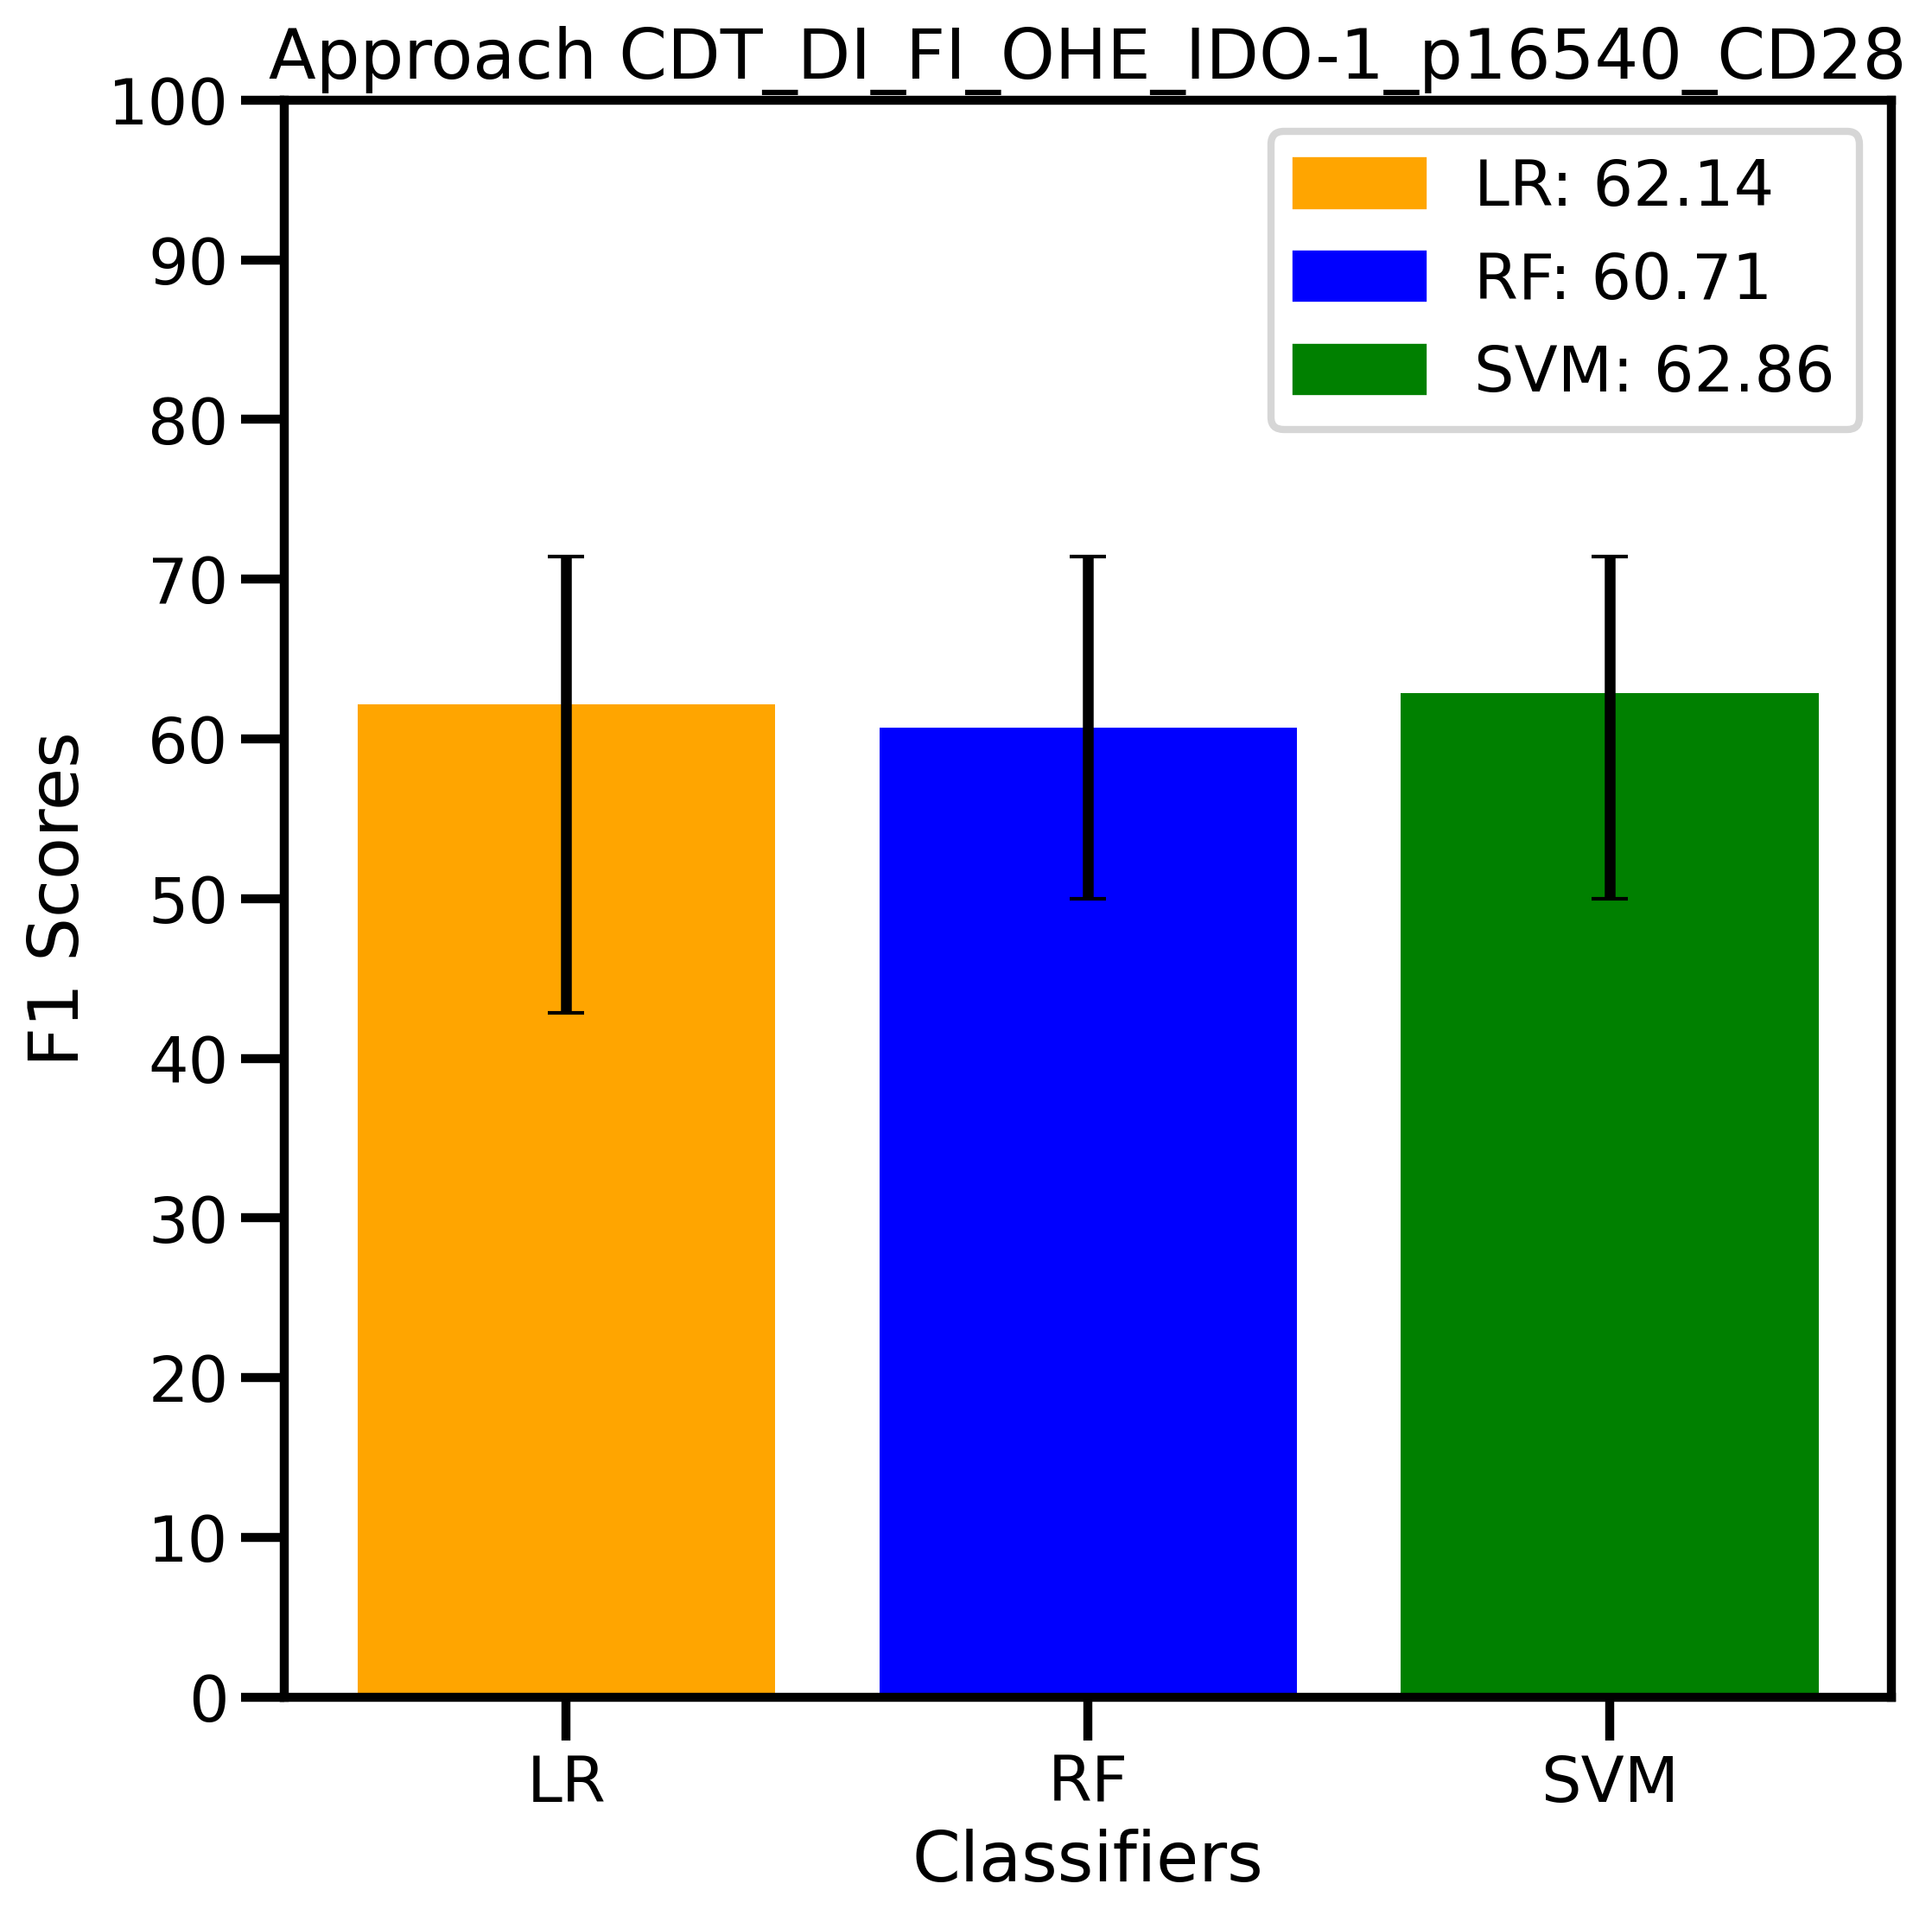 Approach CDT_DI_FI_OHE_IDO-1_p16540_CD28
100
90
80
70
60
50
40
30
20
10
0
F1 Scores
LR: 62.14
RF: 60.71
SVM: 62.86
LR
RF
SVM
Classifiers